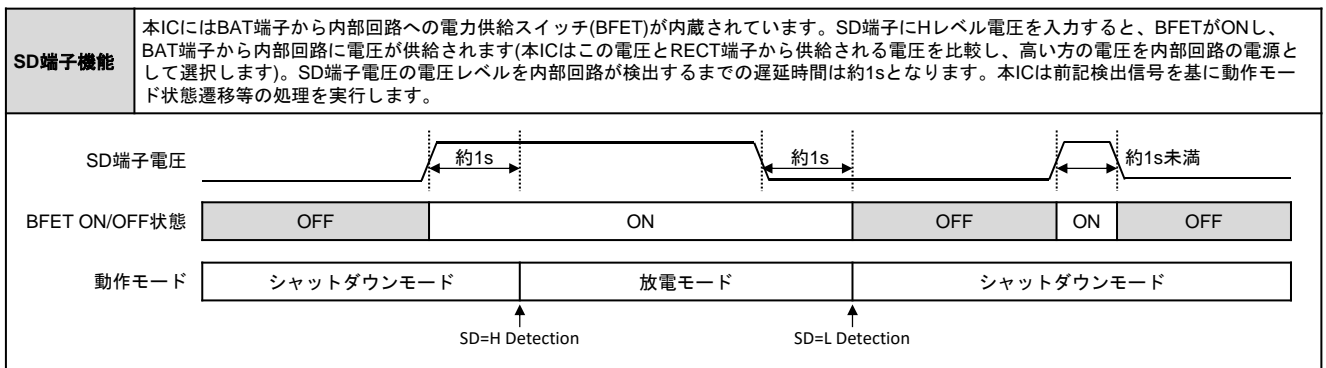 SD端子機能
本ICにはBAT端子から内部回路への電力供給スイッチ(BFET)が内蔵されています。SD端子にHレベル電圧を入力すると、BFETがONし、
BAT端子から内部回路に電圧が供給されます(本ICはこの電圧とRECT端子から供給される電圧を比較し、高い方の電圧を内部回路の電源と
して選択します)。SD端子電圧の電圧レベルを内部回路が検出するまでの遅延時間は約1sとなります。本ICは前記検出信号を基に動作モー
ド状態遷移等の処理を実行します。
SD端子電圧 約1s 約1s 約1s未満
BFET ON/OFF状態 OFF ON OFF ON OFF
動作モード シャットダウンモード 放電モード シャットダウンモード
SD=H Detection SD=L Detection